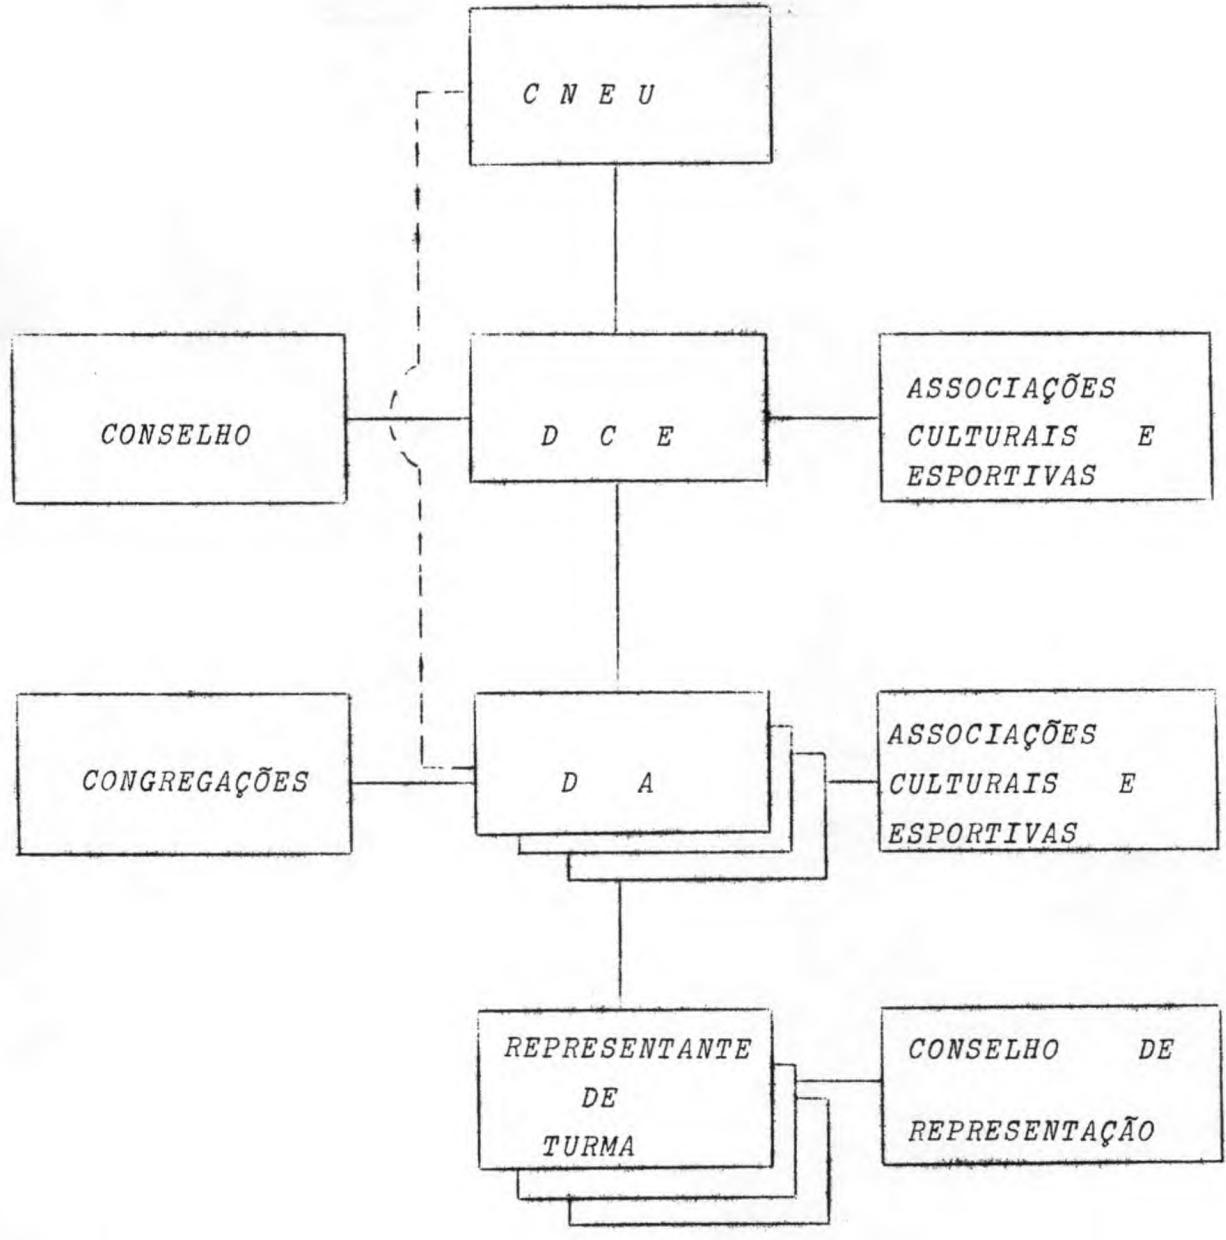 C N E U
CONSELHO
D C E
ASSOCIAÇÕES
CULTURAIS E
ESPORTIVAS
CONGREGAÇÕES
D A
ASSOCIAÇÕES
CULTURAIS E
ESPORTIVAS
REPRESENTANTE
DE
TURMA
CONSELHO DE
REPRESENTAÇÃO